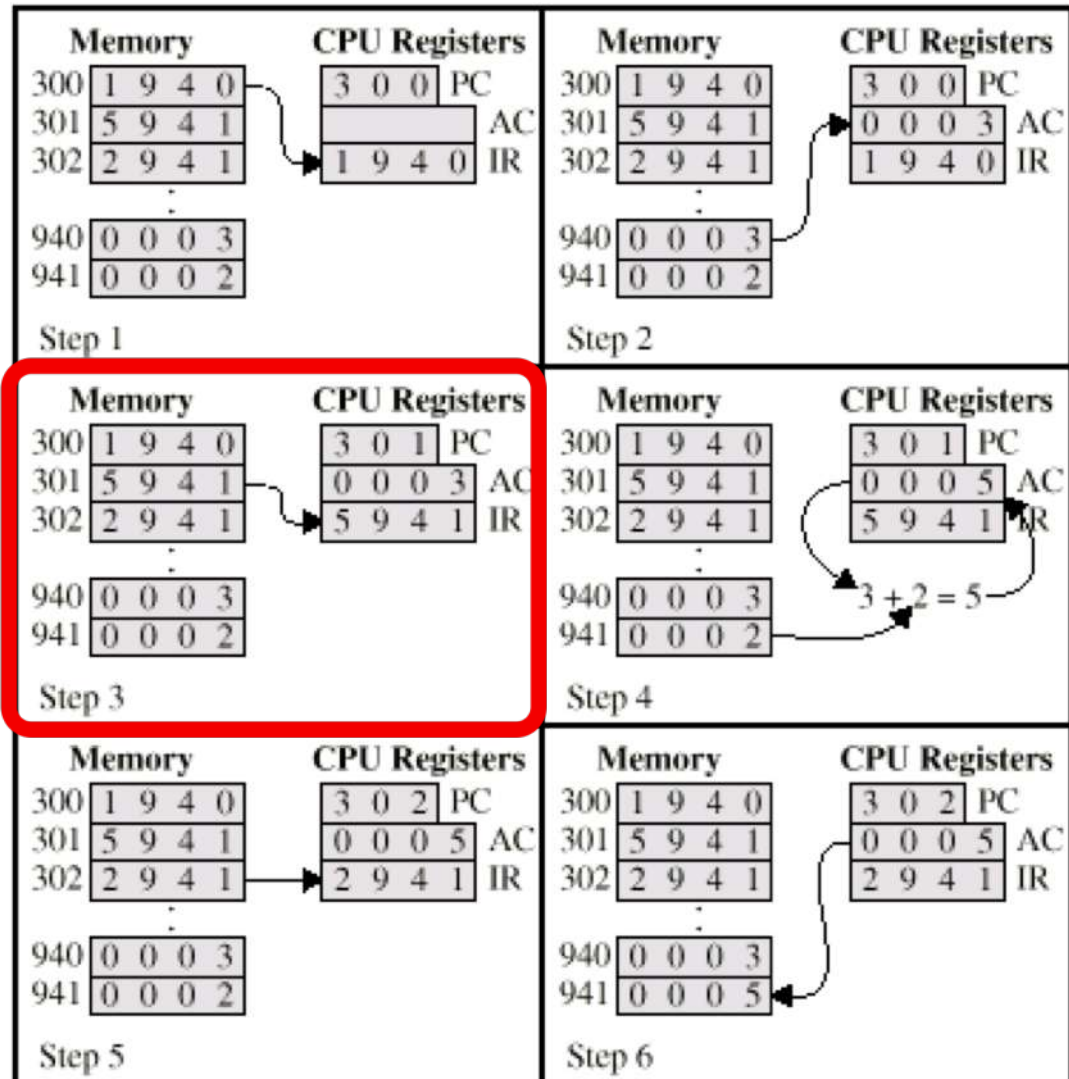 Memory CPU Registers
300 1 9 4 0 3 0 0 PC
301 5 9 4 1 AC
302 2 9 4 1 1 9 4 0 IR
940 0 0 0 3
941 0 0 0 2
Step 1
Memory CPU Registers
300 1 9 4 0 3 0 0 PC
301 5 9 4 1 0 0 0 3 AC
302 2 9 4 1 1 9 4 0 IR
940 0 0 0 3
941 0 0 0 2
Step 2
Memory CPU Registers
300 1 9 4 0 3 0 1 PC
301 5 9 4 1 0 0 0 3 AC
302 2 9 4 1 5 9 4 1 IR
940 0 0 0 3
941 0 0 0 2
Step 3
Memory CPU Registers
300 1 9 4 0 3 0 1 PC
301 5 9 4 1 0 0 0 5 AC
302 2 9 4 1 5 9 4 1 IR
940 0 0 0 3 3 + 2 = 5
941 0 0 0 2
Step 4
Memory CPU Registers
300 1 9 4 0 3 0 2 PC
301 5 9 4 1 0 0 0 5 AC
302 2 9 4 1 2 9 4 1 IR
940 0 0 0 3
941 0 0 0 2
Step 5
Memory CPU Registers
300 1 9 4 0 3 0 2 PC
301 5 9 4 1 0 0 0 5 AC
302 2 9 4 1 2 9 4 1 IR
940 0 0 0 3
941 0 0 0 5
Step 6